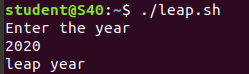 student@S40:~$ ./leap.sh
Enter the year
2020
leap year